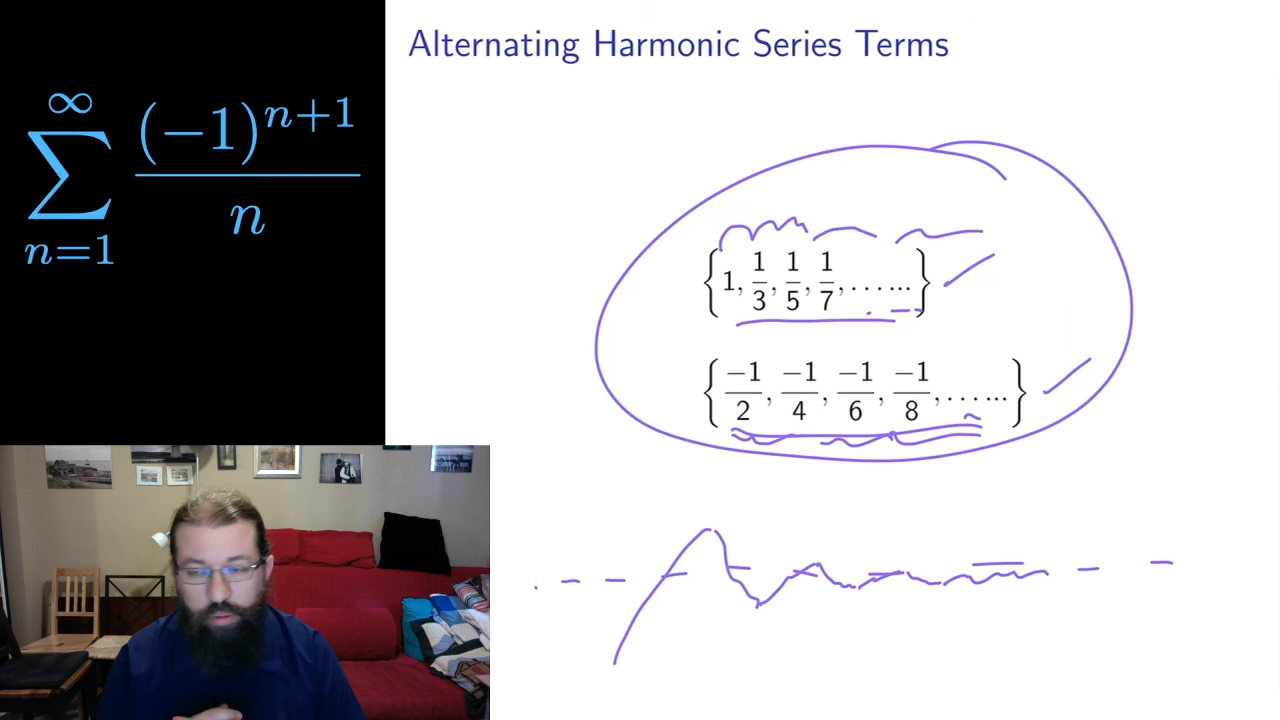 Alternating Harmonic Series Terms
∞
∑ (−1)^{n+1} / n
n=1
{1, 1/3, 1/5, 1/7, ......}
{−1/2, −1/4, −1/6, −1/8, ......}